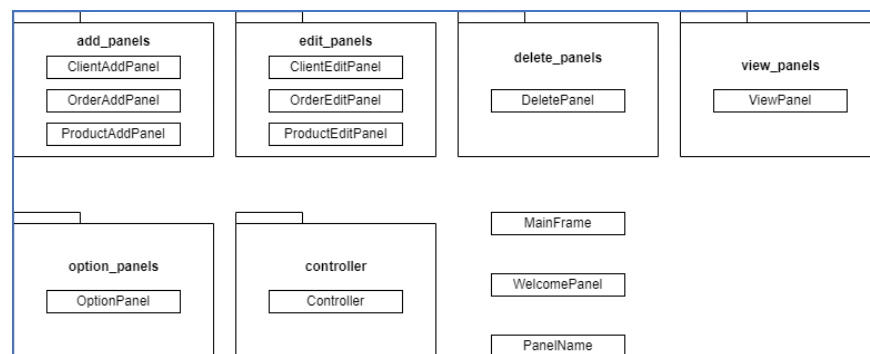 add_panels
ClientAddPanel
OrderAddPanel
ProductAddPanel
edit_panels
ClientEditPanel
OrderEditPanel
ProductEditPanel
delete_panels
DeletePanel
view_panels
ViewPanel
option_panels
OptionPanel
controller
Controller
MainFrame
WelcomePanel
PanelName